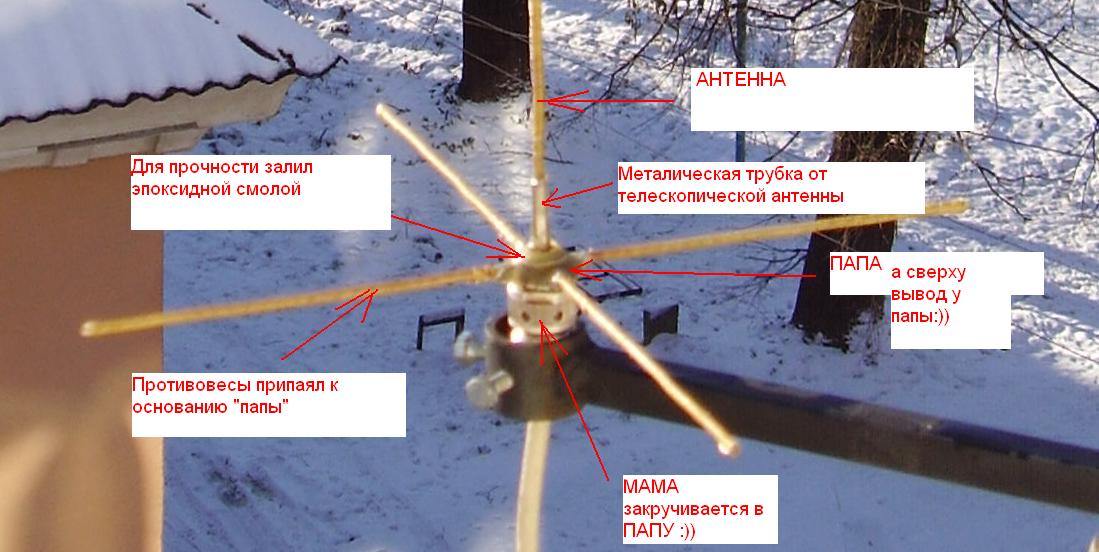 АНТЕННА
Для прочности залил
эпоксидной смолой
Металическая трубка от
телескопической антенны
ПАПА
а сверху
вывод у
папы:))
Противовесы припаял к
основанию "папы"
МАМА
закручивается в
ПАПУ :))